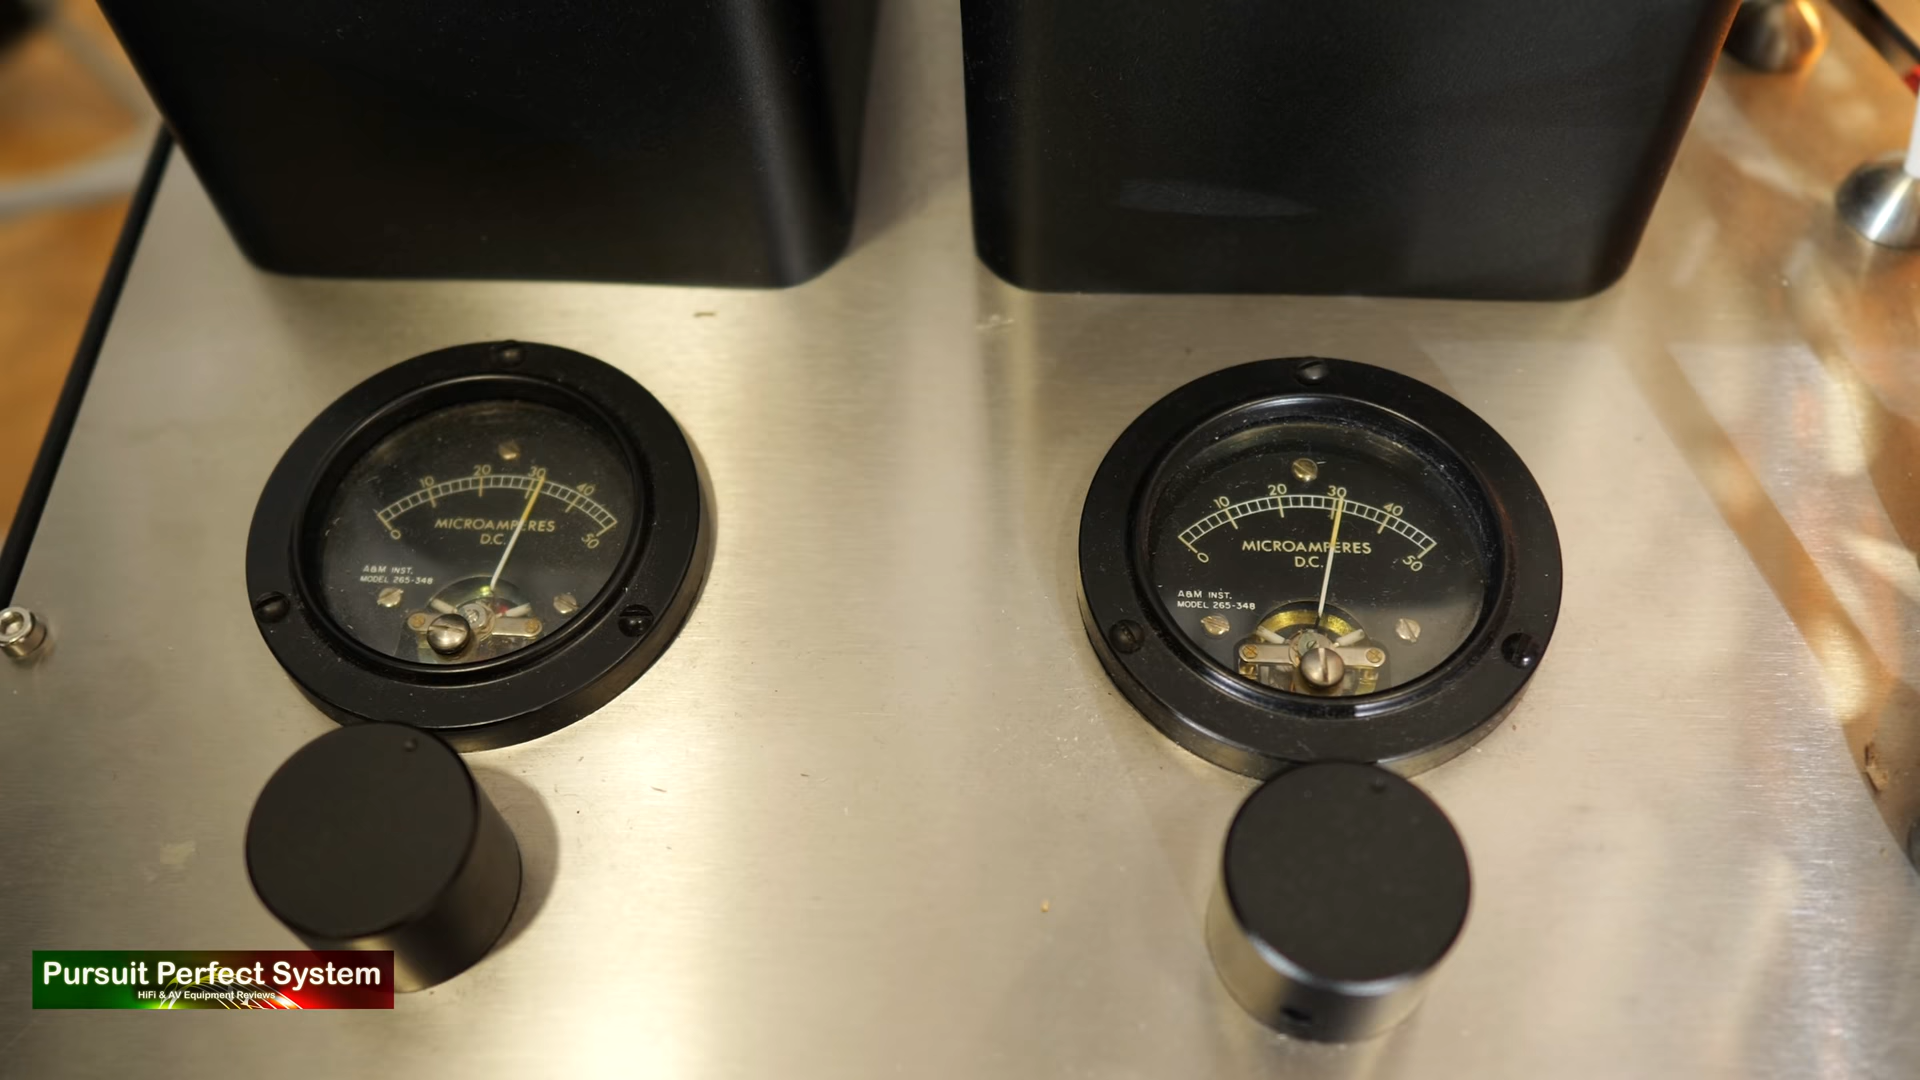 0 10 20 30 40 50
MICROAMPERES
D.C.
A&M INST.
MODEL 265-348
0 10 20 30 40 50
MICROAMPERES
D.C.
A&M INST.
MODEL 265-348
Pursuit Perfect System
HiFi & AV Equipment Reviews